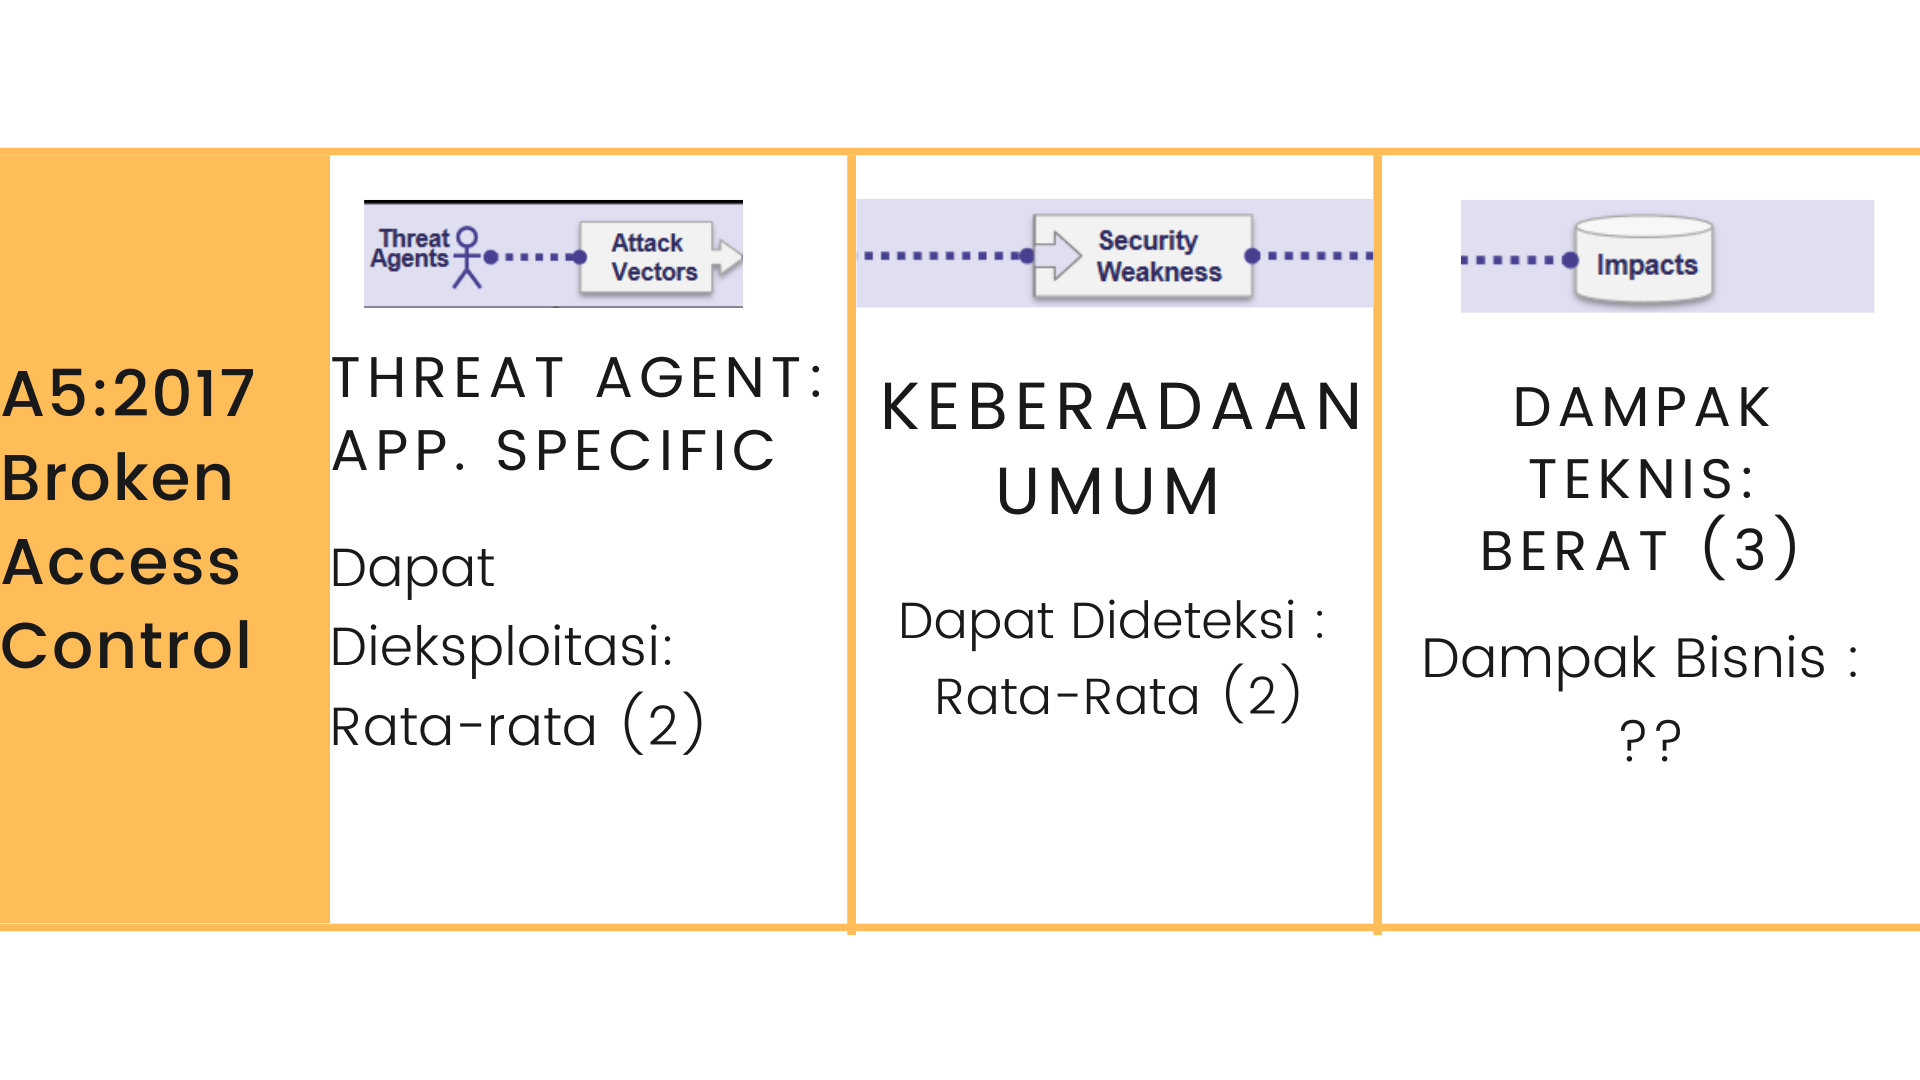 A5:2017
Broken
Access
Control
Threat
Agents
Attack
Vectors
THREAT AGENT:
APP. SPECIFIC
Dapat
Dieksploitasi:
Rata-rata (2)
Security
Weakness
KEBERADAAN
UMUM
Dapat Dideteksi :
Rata-Rata (2)
Impacts
DAMPAK
TEKNIS:
BERAT (3)
Dampak Bisnis :
??